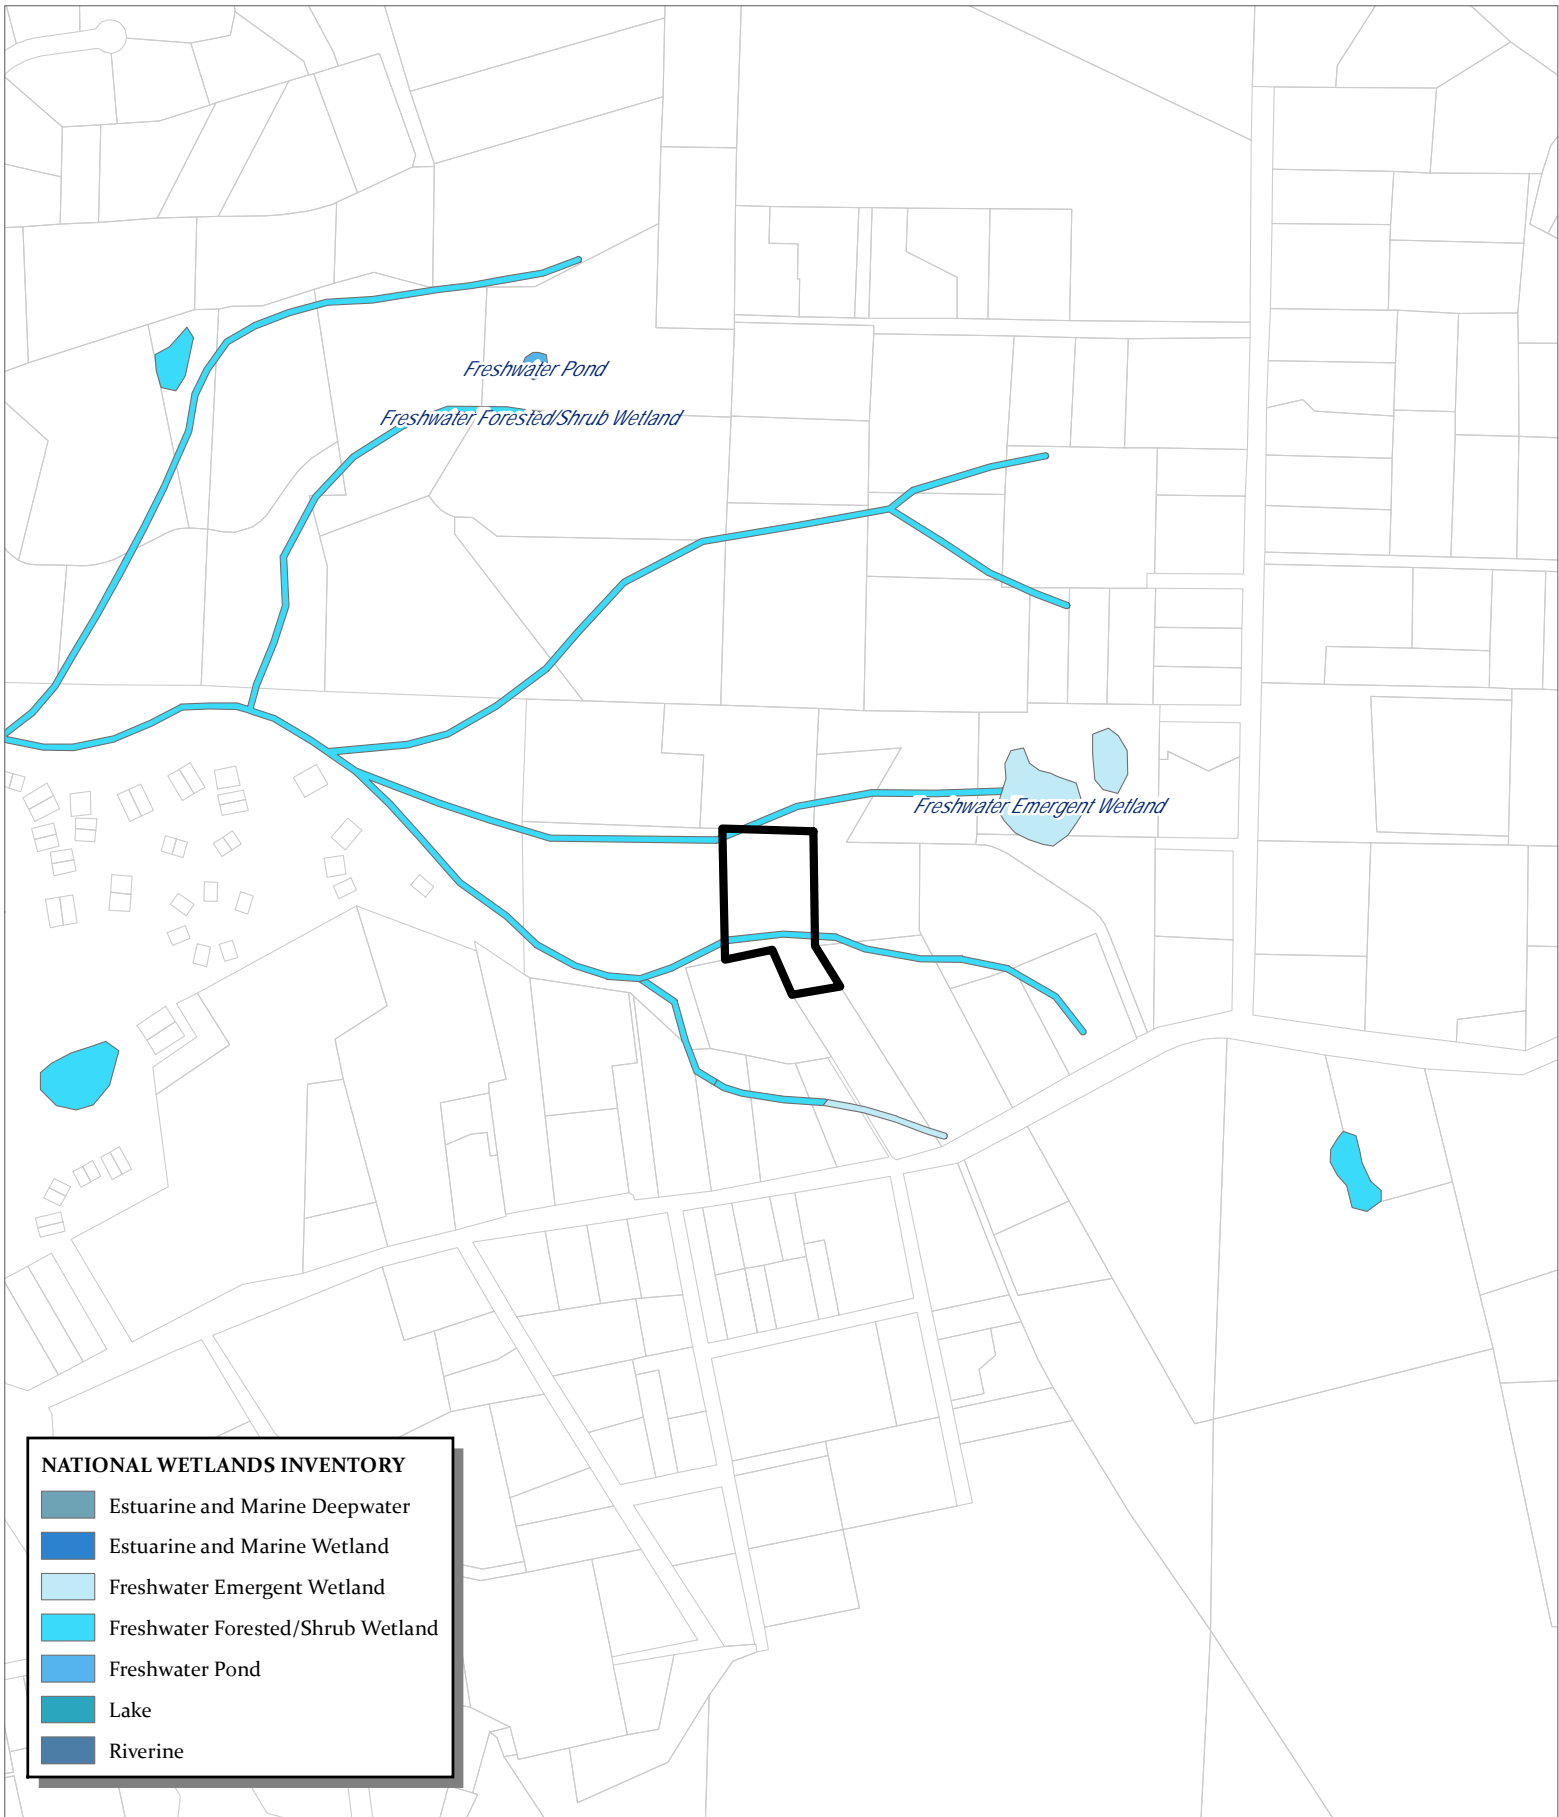 Freshwater Pond
Freshwater Forested/Shrub Wetland
Freshwater Emergent Wetland
NATIONAL WETLANDS INVENTORY
Estuarine and Marine Deepwater
Estuarine and Marine Wetland
Freshwater Emergent Wetland
Freshwater Forested/Shrub Wetland
Freshwater Pond
Lake
Riverine